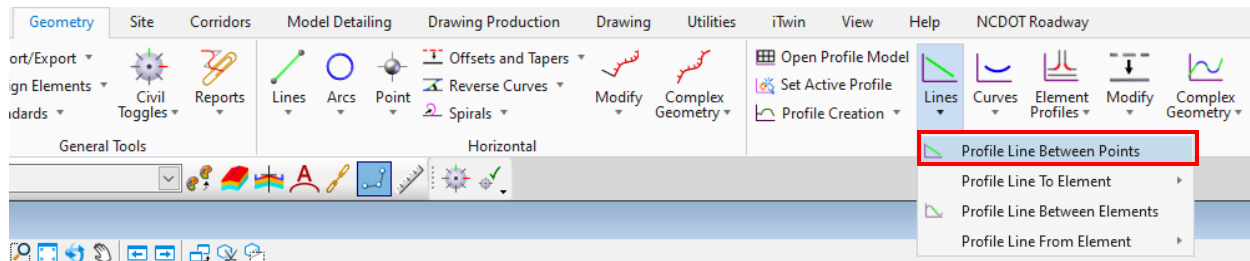 Geometry Site Corridors Model Detailing Drawing Production Drawing Utilities iTwin View Help NCDOT Roadway
ort/Export
ign Elements
dards
Civil Toggles
Reports
General Tools
Lines
Arcs
Point
Offsets and Tapers
Reverse Curves
Spirals
Modify
Complex Geometry
Horizontal
Open Profile Model
Set Active Profile
Profile Creation
Lines
Curves
Element Profiles
Modify
Complex Geometry
Profile Line Between Points
Profile Line To Element
Profile Line Between Elements
Profile Line From Element